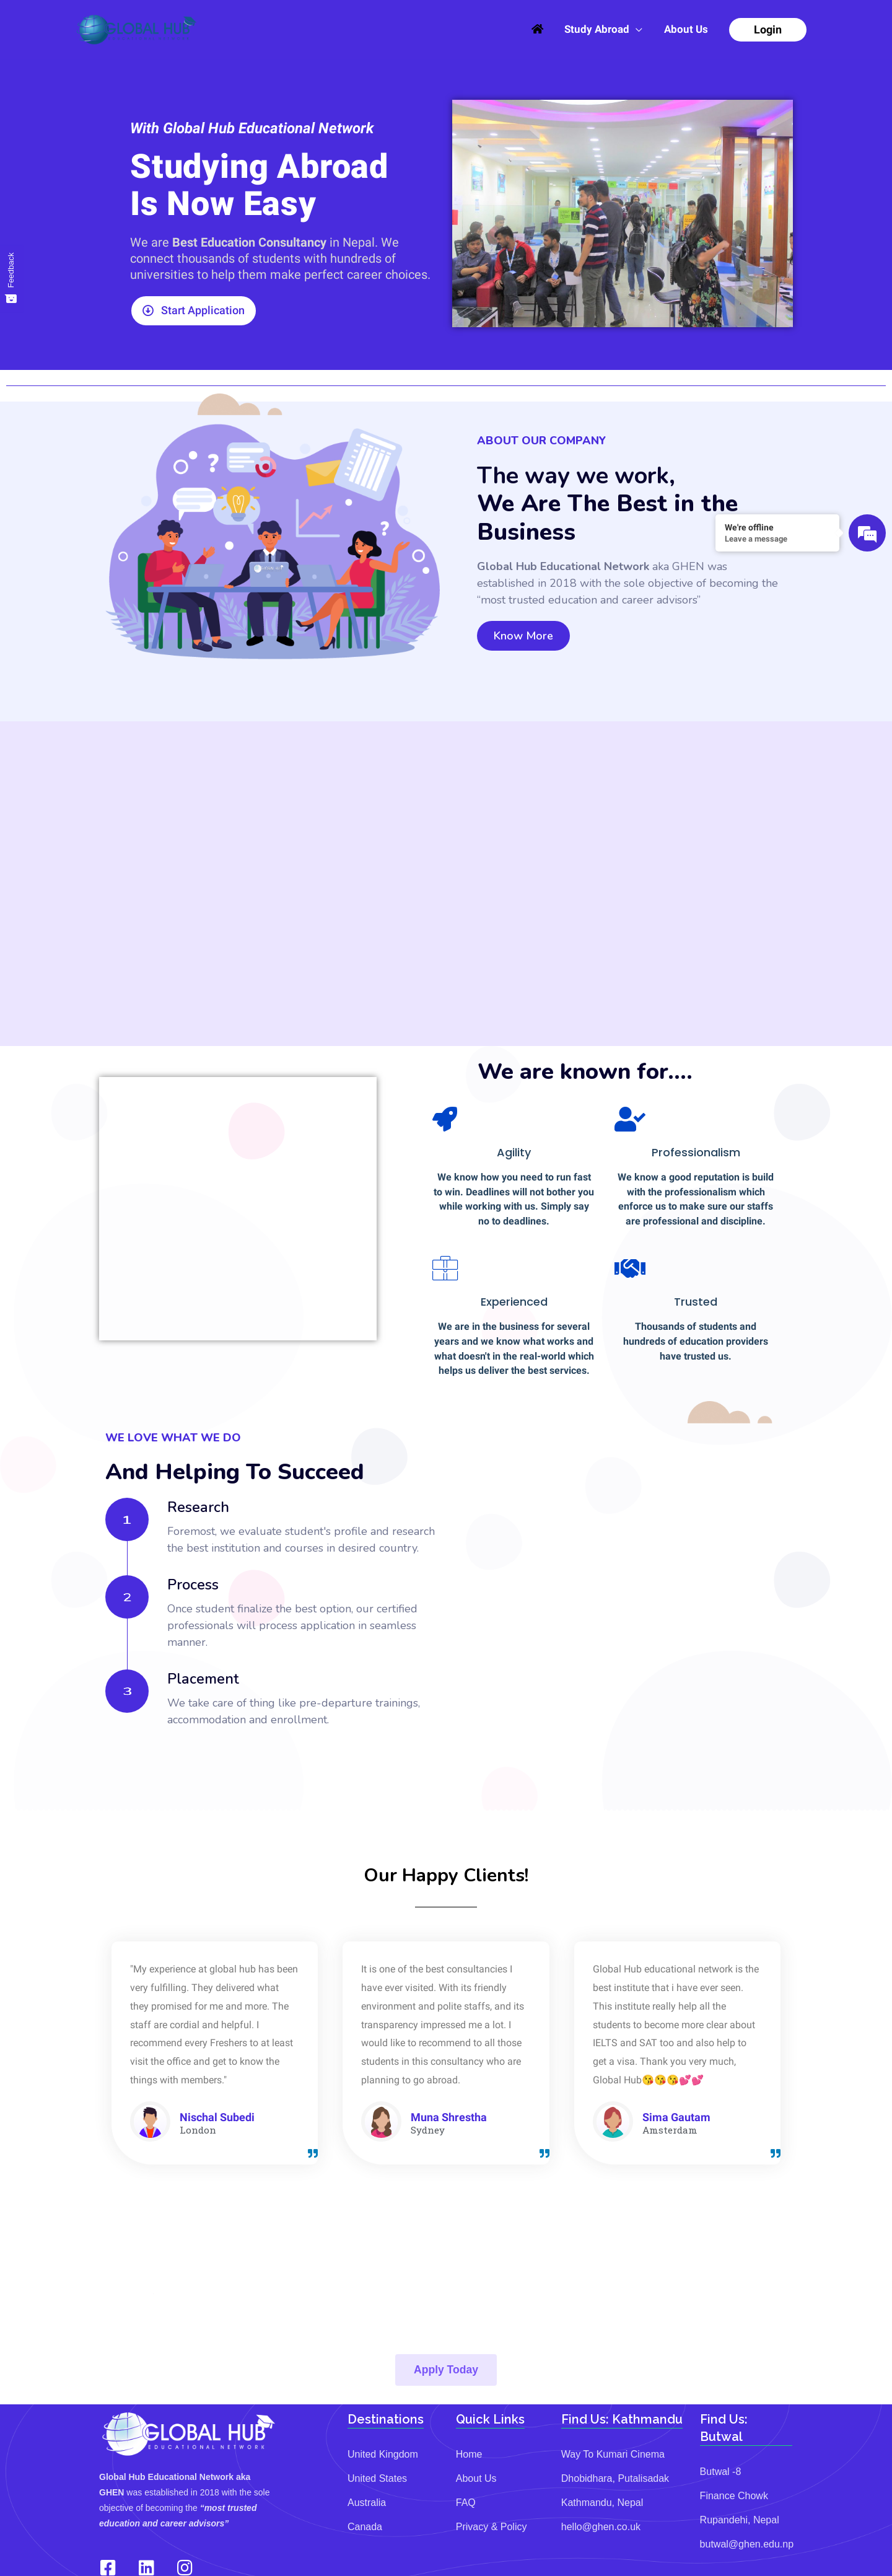 GLOBAL HUB
Study Abroad
About Us
Login
With Global Hub Educational Network
Studying Abroad
Is Now Easy
We are Best Education Consultancy in Nepal. We
connect thousands of students with hundreds of
universities to help them make perfect career choices.
Start Application
Feedback
ABOUT OUR COMPANY
The way we work,
We Are The Best in the
Business
We're offline
Leave a message
Global Hub Educational Network aka GHEN was
established in 2018 with the sole objective of becoming the
“most trusted education and career advisors”
Know More
We are known for....
Agility
We know how you need to run fast
to win. Deadlines will not bother you
while working with us. Simply say
no to deadlines.
Professionalism
We know a good reputation is build
with the professionalism which
enforce us to make sure our staffs
are professional and discipline.
Experienced
We are in the business for several
years and we know what works and
what doesn't in the real-world which
helps us deliver the best services.
Trusted
Thousands of students and
hundreds of education providers
have trusted us.
WE LOVE WHAT WE DO
And Helping To Succeed
1
Research
Foremost, we evaluate student's profile and research
the best institution and courses in desired country.
2
Process
Once student finalize the best option, our certified
professionals will process application in seamless
manner.
3
Placement
We take care of thing like pre-departure trainings,
accommodation and enrollment.
Our Happy Clients!
"My experience at global hub has been
very fulfilling. They delivered what
they promised for me and more. The
staff are cordial and helpful. I
recommend every Freshers to at least
visit the office and get to know the
things with members."
Nischal Subedi
London
It is one of the best consultancies I
have ever visited. With its friendly
environment and polite staffs, and its
transparency impressed me a lot. I
would like to recommend to all those
students in this consultancy who are
planning to go abroad.
Muna Shrestha
Sydney
Global Hub educational network is the
best institute that i have ever seen.
This institute really help all the
students to become more clear about
IELTS and SAT too and also help to
get a visa. Thank you very much,
Global Hub😘😘😘💕💕
Sima Gautam
Amsterdam
Apply Today
GLOBAL HUB
EDUCATIONAL NETWORK
Global Hub Educational Network aka
GHEN was established in 2018 with the sole
objective of becoming the “most trusted
education and career advisors”
Destinations
United Kingdom
United States
Australia
Canada
Quick Links
Home
About Us
FAQ
Privacy & Policy
Find Us: Kathmandu
Way To Kumari Cinema
Dhobidhara, Putalisadak
Kathmandu, Nepal
hello@ghen.co.uk
Find Us:
Butwal
Butwal -8
Finance Chowk
Rupandehi, Nepal
butwal@ghen.edu.np